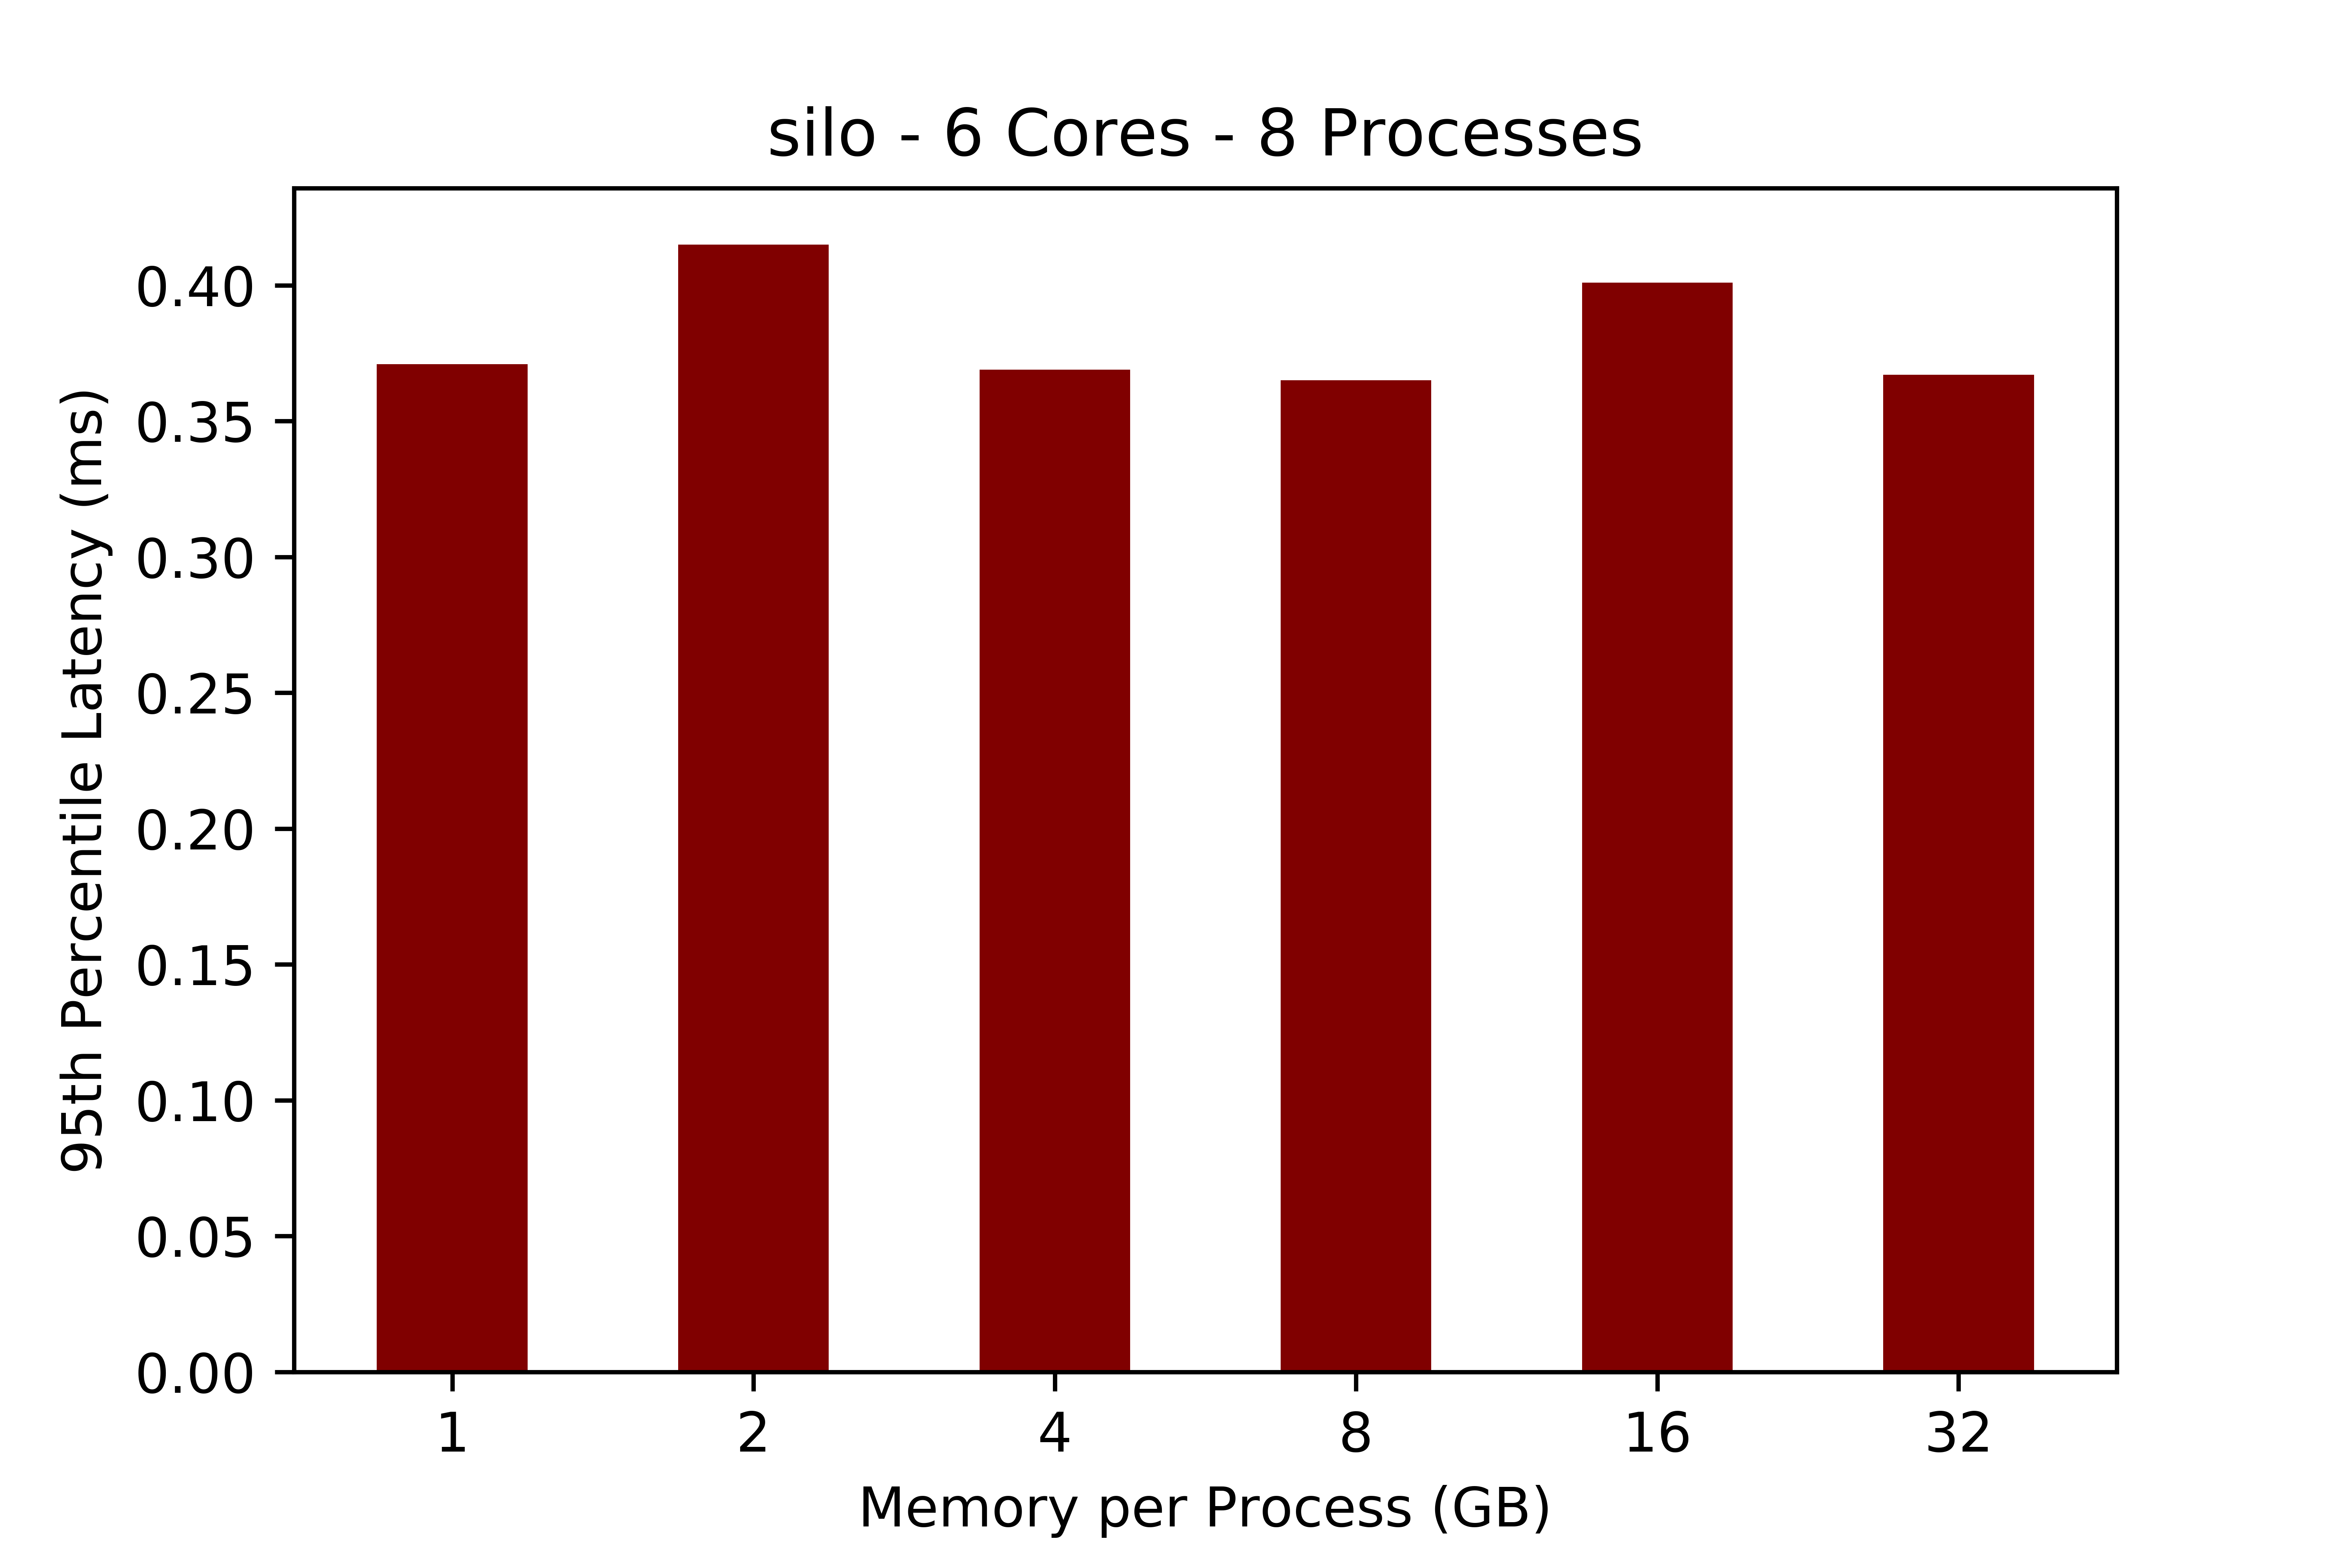 silo - 6 Cores - 8 Processes
95th Percentile Latency (ms)
0.40
0.35
0.30
0.25
0.20
0.15
0.10
0.05
0.00
1 2 4 8 16 32
Memory per Process (GB)